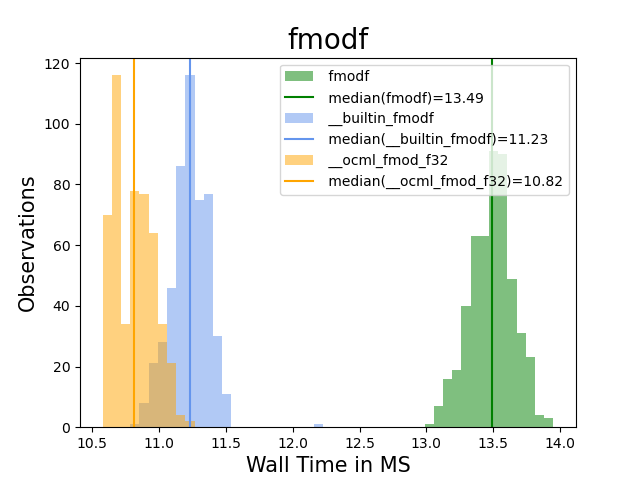 fmodf
120
100
80
60
40
20
0
Observations
fmodf
median(fmodf)=13.49
__builtin_fmodf
median(__builtin_fmodf)=11.23
__ocml_fmod_f32
median(__ocml_fmod_f32)=10.82
10.5 11.0 11.5 12.0 12.5 13.0 13.5 14.0
Wall Time in MS